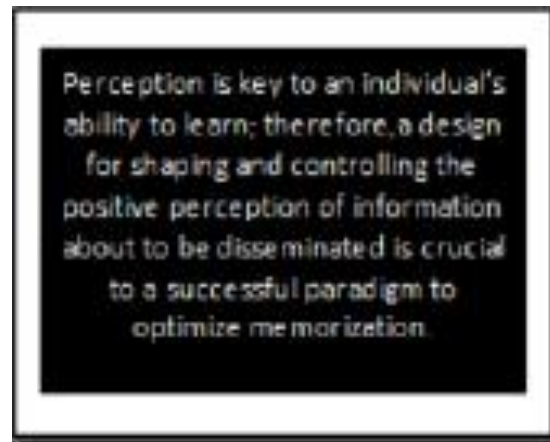 Perception is key to an individual's
ability to learn; therefore, a design
for shaping and controlling the
positive perception of information
about to be disseminated is crucial
to a successful paradigm to
optimize memorization.